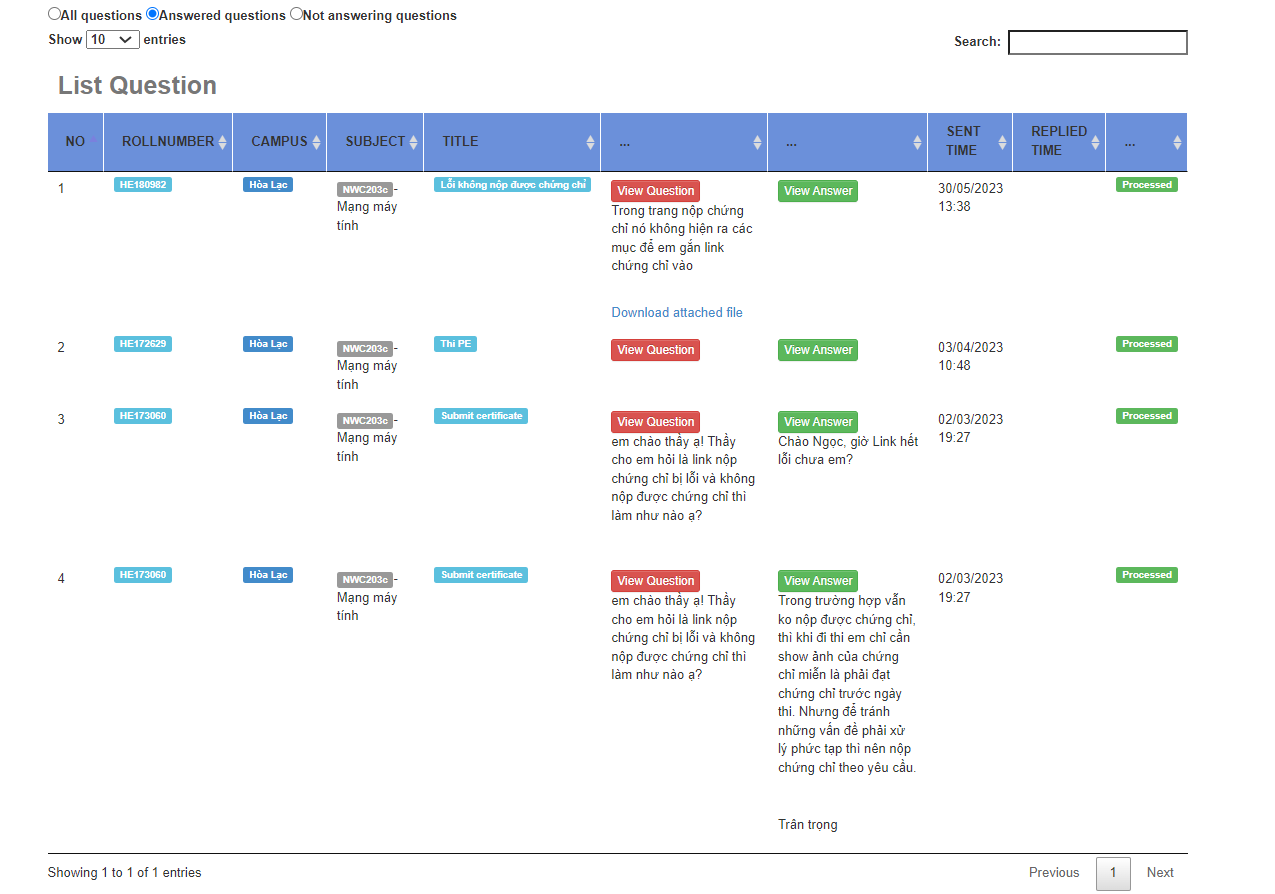 All questions Answered questions Not answering questions
Show 10 entries
Search:
List Question
NO ROLLNUMBER CAMPUS SUBJECT TITLE ... ... SENT TIME REPLIED TIME ...
1 HE180982 Hòa Lạc NWC203c - Mạng máy tính Lỗi không nộp được chứng chỉ
View Question
Trong trang nộp chứng
chỉ nó không hiện ra các
mục để em gắn link
chứng chỉ vào
Download attached file
View Answer
30/05/2023
13:38
Processed
2 HE172629 Hòa Lạc NWC203c - Mạng máy tính Thi PE
View Question
View Answer
03/04/2023
10:48
Processed
3 HE173060 Hòa Lạc NWC203c - Mạng máy tính Submit certificate
View Question
em chào thầy ạ! Thầy
cho em hỏi là link nộp
chứng chỉ bị lỗi và không
nộp được chứng chỉ thì
làm như nào ạ?
View Answer
Chào Ngọc, giờ Link hết
lỗi chưa em?
02/03/2023
19:27
Processed
4 HE173060 Hòa Lạc NWC203c - Mạng máy tính Submit certificate
View Question
em chào thầy ạ! Thầy
cho em hỏi là link nộp
chứng chỉ bị lỗi và không
nộp được chứng chỉ thì
làm như nào ạ?
View Answer
Trong trường hợp vẫn
ko nộp được chứng chỉ,
thì khi đi thi em chỉ cần
show ảnh của chứng
chỉ miễn là phải đạt
chứng chỉ trước ngày
thi. Nhưng để tránh
những vấn đề phải xử
lý phức tạp thì nên nộp
chứng chỉ theo yêu cầu.
Trân trọng
02/03/2023
19:27
Processed
Showing 1 to 1 of 1 entries
Previous 1 Next